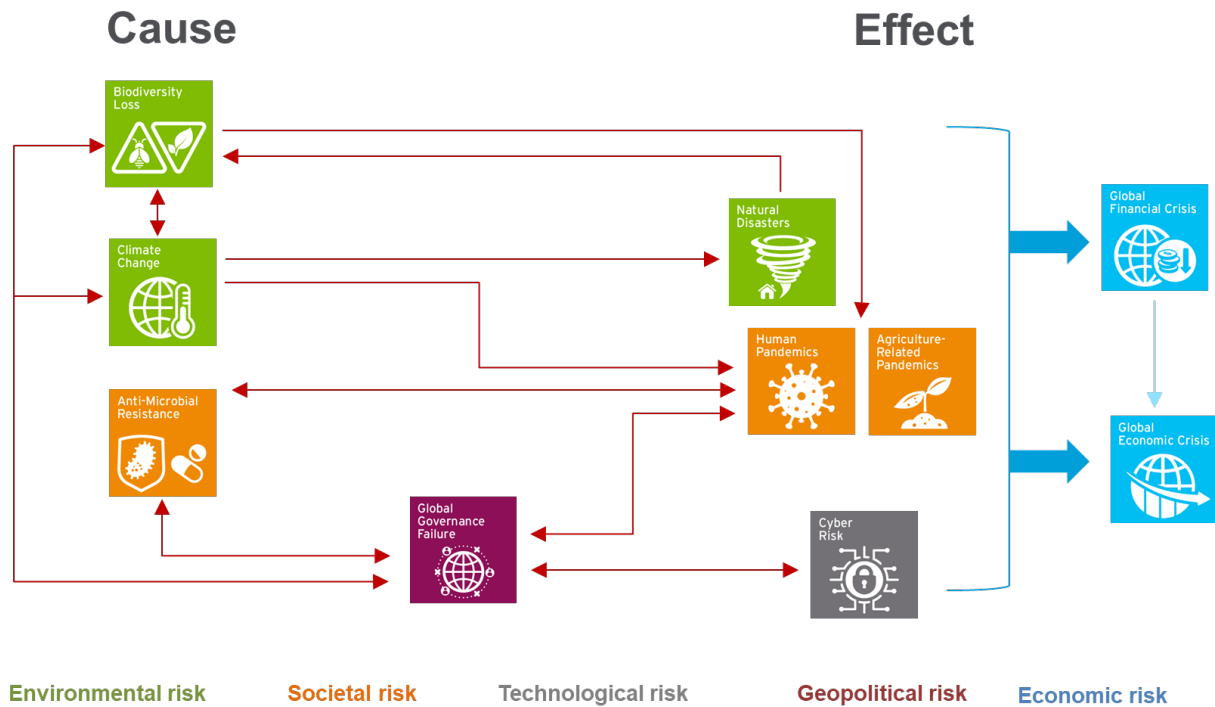 Cause
Effect
Biodiversity
Loss
Natural
Disasters
Global
Financial Crisis
Climate
Change
Human
Pandemics
Agriculture-
Related
Pandemics
Anti-Microbial
Resistance
Global
Economic Crisis
Global
Governance
Failure
Cyber
Risk
Environmental risk
Societal risk
Technological risk
Geopolitical risk
Economic risk